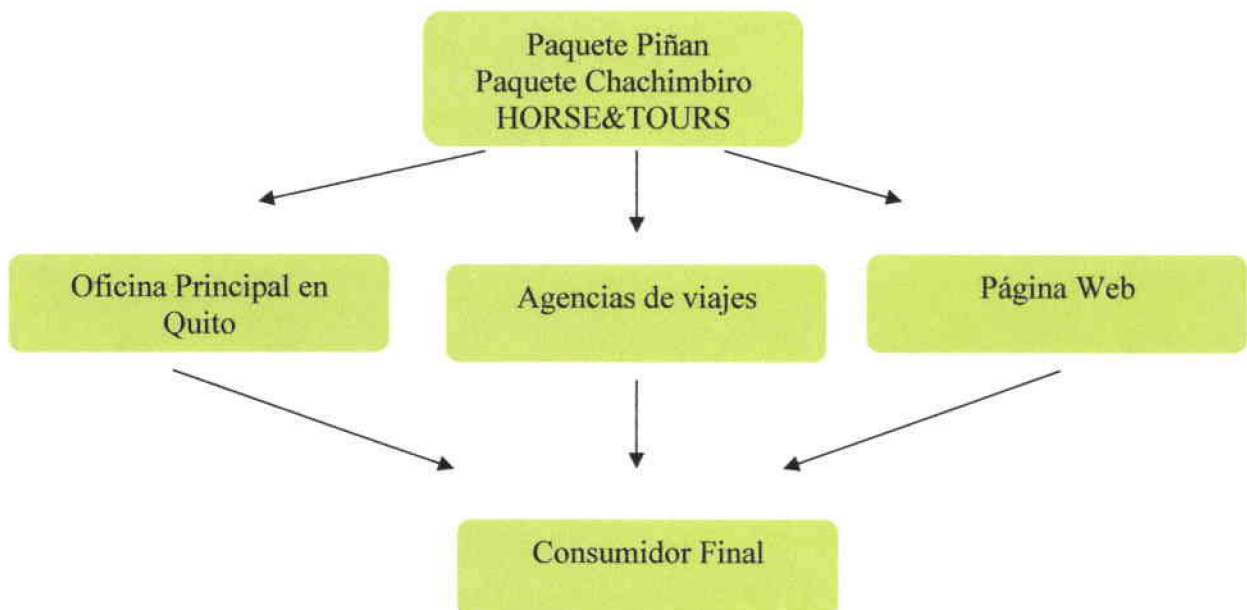 Paquete Piñan
Paquete Chachimbiro
HORSE&TOURS
Oficina Principal en
Quito
Agencias de viajes
Página Web
Consumidor Final